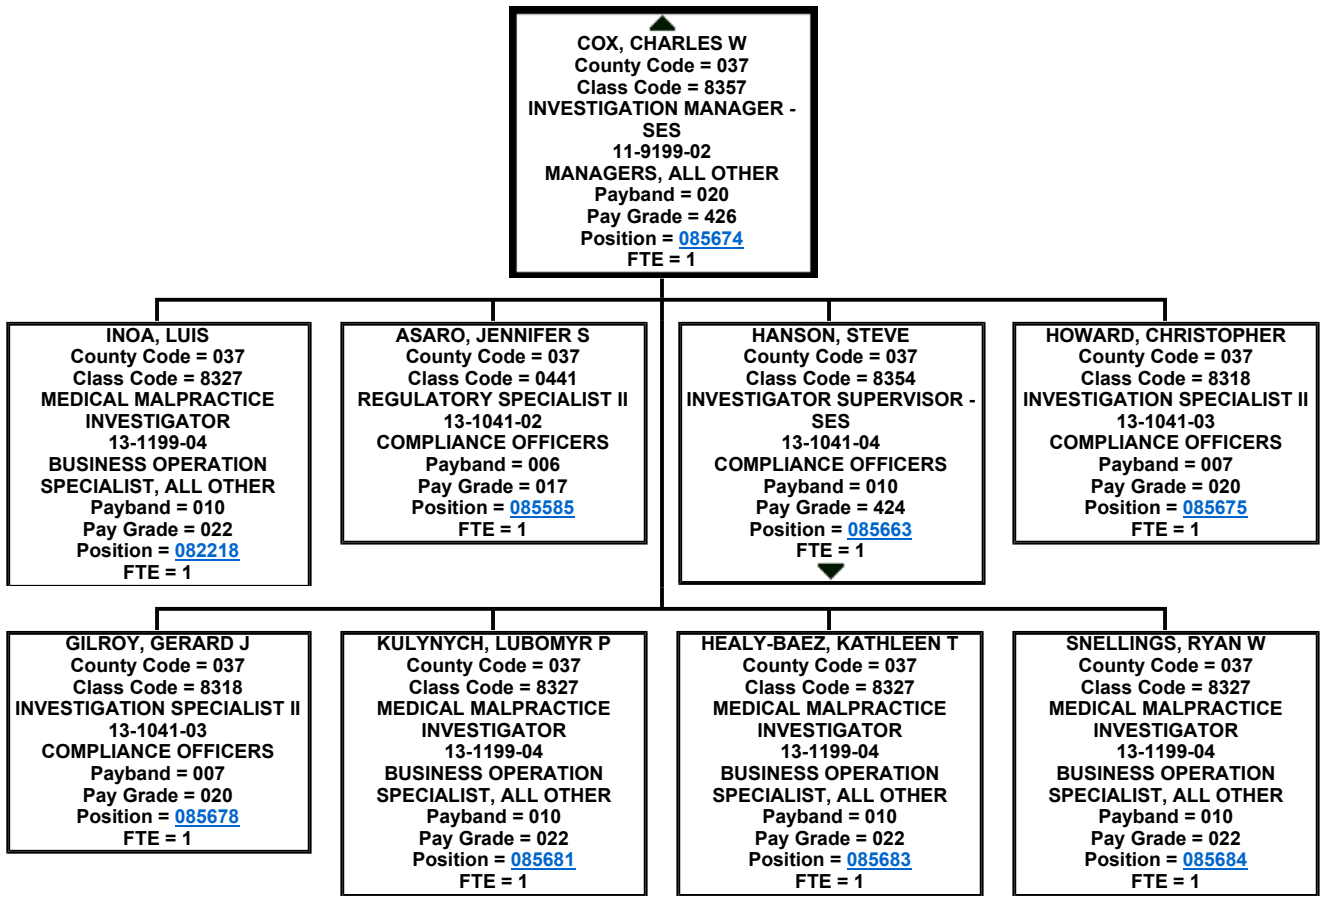 COX, CHARLES W
County Code = 037
Class Code = 8357
INVESTIGATION MANAGER -
SES
11-9199-02
MANAGERS, ALL OTHER
Payband = 020
Pay Grade = 426
Position = 085674
FTE = 1
INOA, LUIS
County Code = 037
Class Code = 8327
MEDICAL MALPRACTICE
INVESTIGATOR
13-1199-04
BUSINESS OPERATION
SPECIALIST, ALL OTHER
Payband = 010
Pay Grade = 022
Position = 082218
FTE = 1
ASARO, JENNIFER S
County Code = 037
Class Code = 0441
REGULATORY SPECIALIST II
13-1041-02
COMPLIANCE OFFICERS
Payband = 006
Pay Grade = 017
Position = 085585
FTE = 1
HANSON, STEVE
County Code = 037
Class Code = 8354
INVESTIGATOR SUPERVISOR -
SES
13-1041-04
COMPLIANCE OFFICERS
Payband = 010
Pay Grade = 424
Position = 085663
FTE = 1
HOWARD, CHRISTOPHER
County Code = 037
Class Code = 8318
INVESTIGATION SPECIALIST II
13-1041-03
COMPLIANCE OFFICERS
Payband = 007
Pay Grade = 020
Position = 085675
FTE = 1
GILROY, GERARD J
County Code = 037
Class Code = 8318
INVESTIGATION SPECIALIST II
13-1041-03
COMPLIANCE OFFICERS
Payband = 007
Pay Grade = 020
Position = 085678
FTE = 1
KULYNYCH, LUBOMYR P
County Code = 037
Class Code = 8327
MEDICAL MALPRACTICE
INVESTIGATOR
13-1199-04
BUSINESS OPERATION
SPECIALIST, ALL OTHER
Payband = 010
Pay Grade = 022
Position = 085681
FTE = 1
HEALY-BAEZ, KATHLEEN T
County Code = 037
Class Code = 8327
MEDICAL MALPRACTICE
INVESTIGATOR
13-1199-04
BUSINESS OPERATION
SPECIALIST, ALL OTHER
Payband = 010
Pay Grade = 022
Position = 085683
FTE = 1
SNELLINGS, RYAN W
County Code = 037
Class Code = 8327
MEDICAL MALPRACTICE
INVESTIGATOR
13-1199-04
BUSINESS OPERATION
SPECIALIST, ALL OTHER
Payband = 010
Pay Grade = 022
Position = 085684
FTE = 1